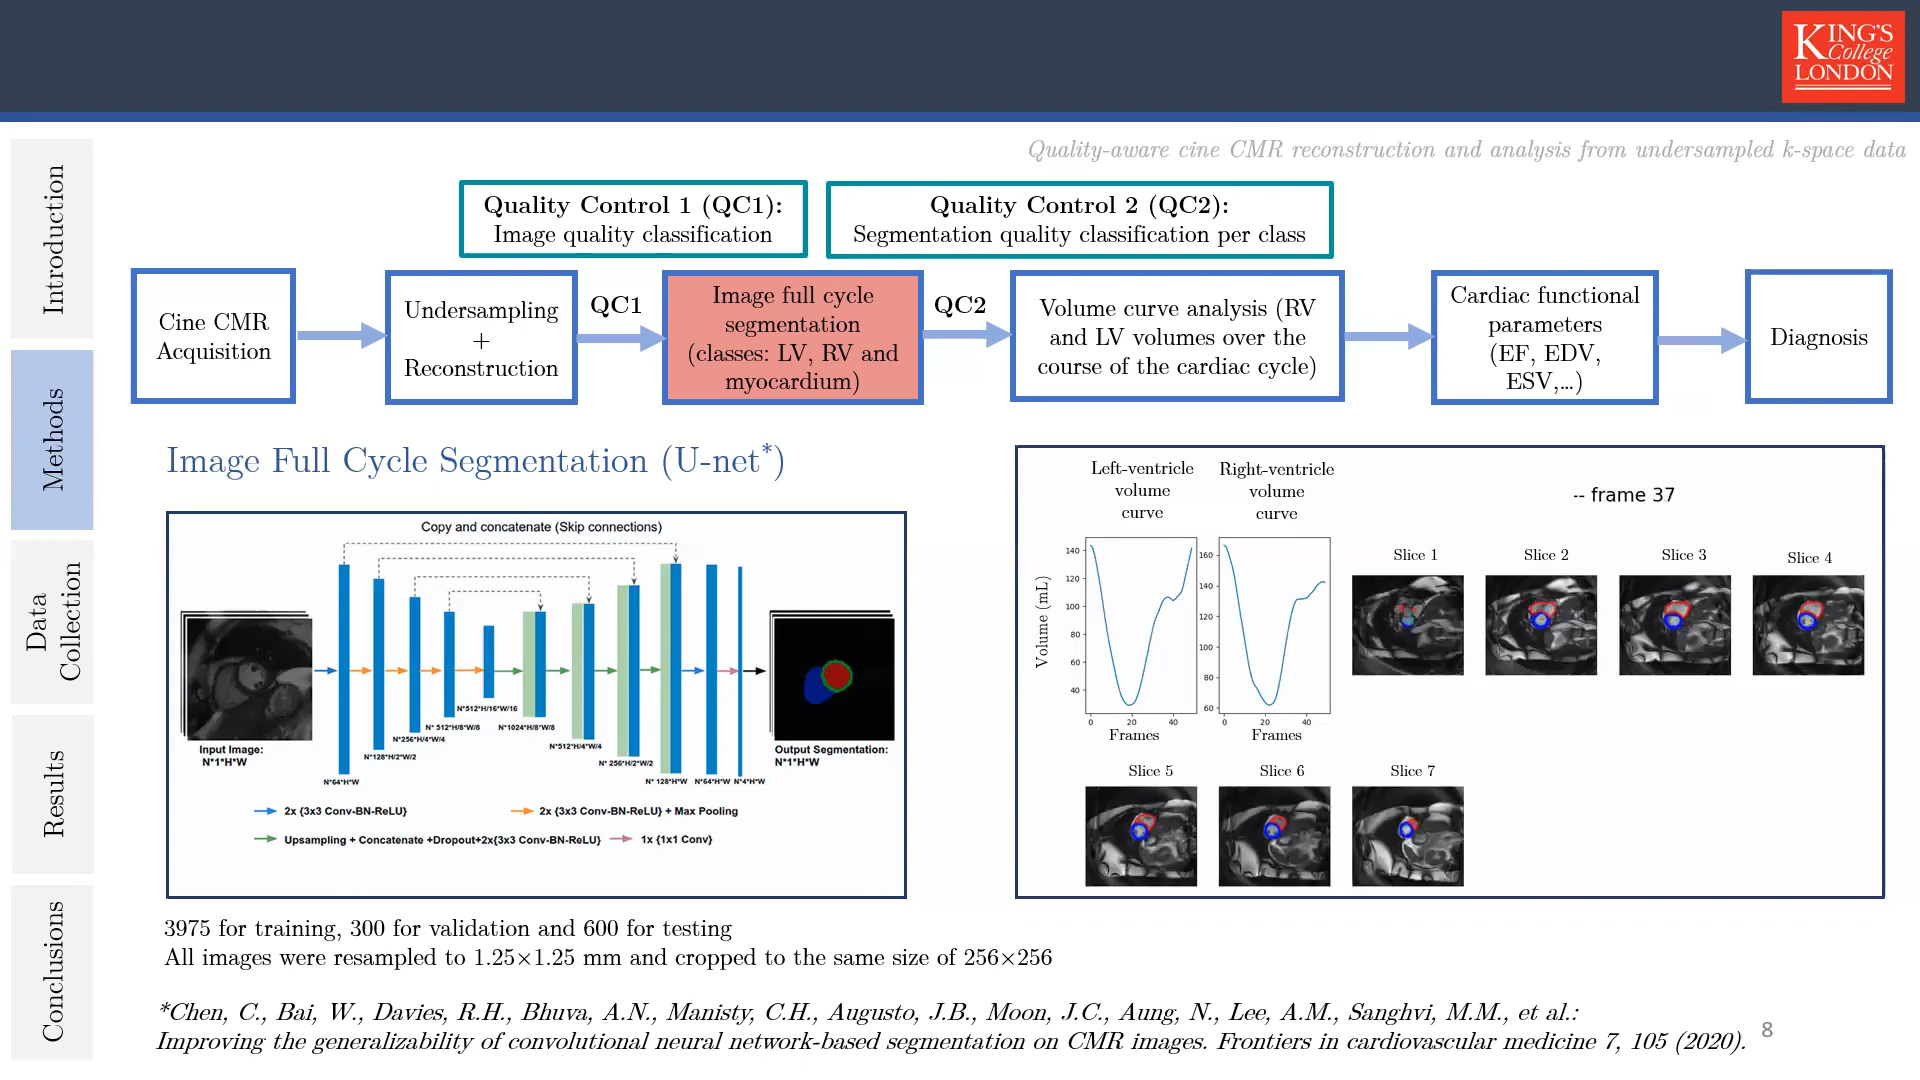 KING'S
College
LONDON
Quality-aware cine CMR reconstruction and analysis from undersampled k-space data
Introduction
Methods
Data
Collection
Results
Conclusions
Quality Control 1 (QC1):
Image quality classification
Quality Control 2 (QC2):
Segmentation quality classification per class
Cine CMR
Acquisition
Undersampling
+
Reconstruction
QC1
Image full cycle
segmentation
(classes: LV, RV and
myocardium)
QC2
Volume curve analysis (RV
and LV volumes over the
course of the cardiac cycle)
Cardiac functional
parameters
(EF, EDV,
ESV,...)
Diagnosis
Image Full Cycle Segmentation (U-net*)
Copy and concatenate (Skip connections)
Input Image:
N*1*H*W
N*64*H*W
N*128*H/2*W/2
N*256*H/4*W/4
N* 512*H/8*W/8
N*512*H/16*W/16
N*1024*H/8*W/8
N*512*H/4*W/4
N* 256*H/2*W/2
N* 128*H*W
N*64*H*W
N*4*H*W
Output Segmentation:
N*1*H*W
2x {3x3 Conv-BN-ReLU}
2x {3x3 Conv-BN-ReLU} + Max Pooling
Upsampling + Concatenate +Dropout+2x{3x3 Conv-BN-ReLU}
1x {1x1 Conv}
Left-ventricle
volume
curve
Right-ventricle
volume
curve
-- frame 37
Volume (mL)
140
120
100
80
60
40
0 20 40
Frames
160
140
120
100
80
60
0 20 40
Frames
Slice 1
Slice 2
Slice 3
Slice 4
Slice 5
Slice 6
Slice 7
3975 for training, 300 for validation and 600 for testing
All images were resampled to 1.25×1.25 mm and cropped to the same size of 256×256
*Chen, C., Bai, W., Davies, R.H., Bhuva, A.N., Manisty, C.H., Augusto, J.B., Moon, J.C., Aung, N., Lee, A.M., Sanghvi, M.M., et al.:
Improving the generalizability of convolutional neural network-based segmentation on CMR images. Frontiers in cardiovascular medicine 7, 105 (2020).
8